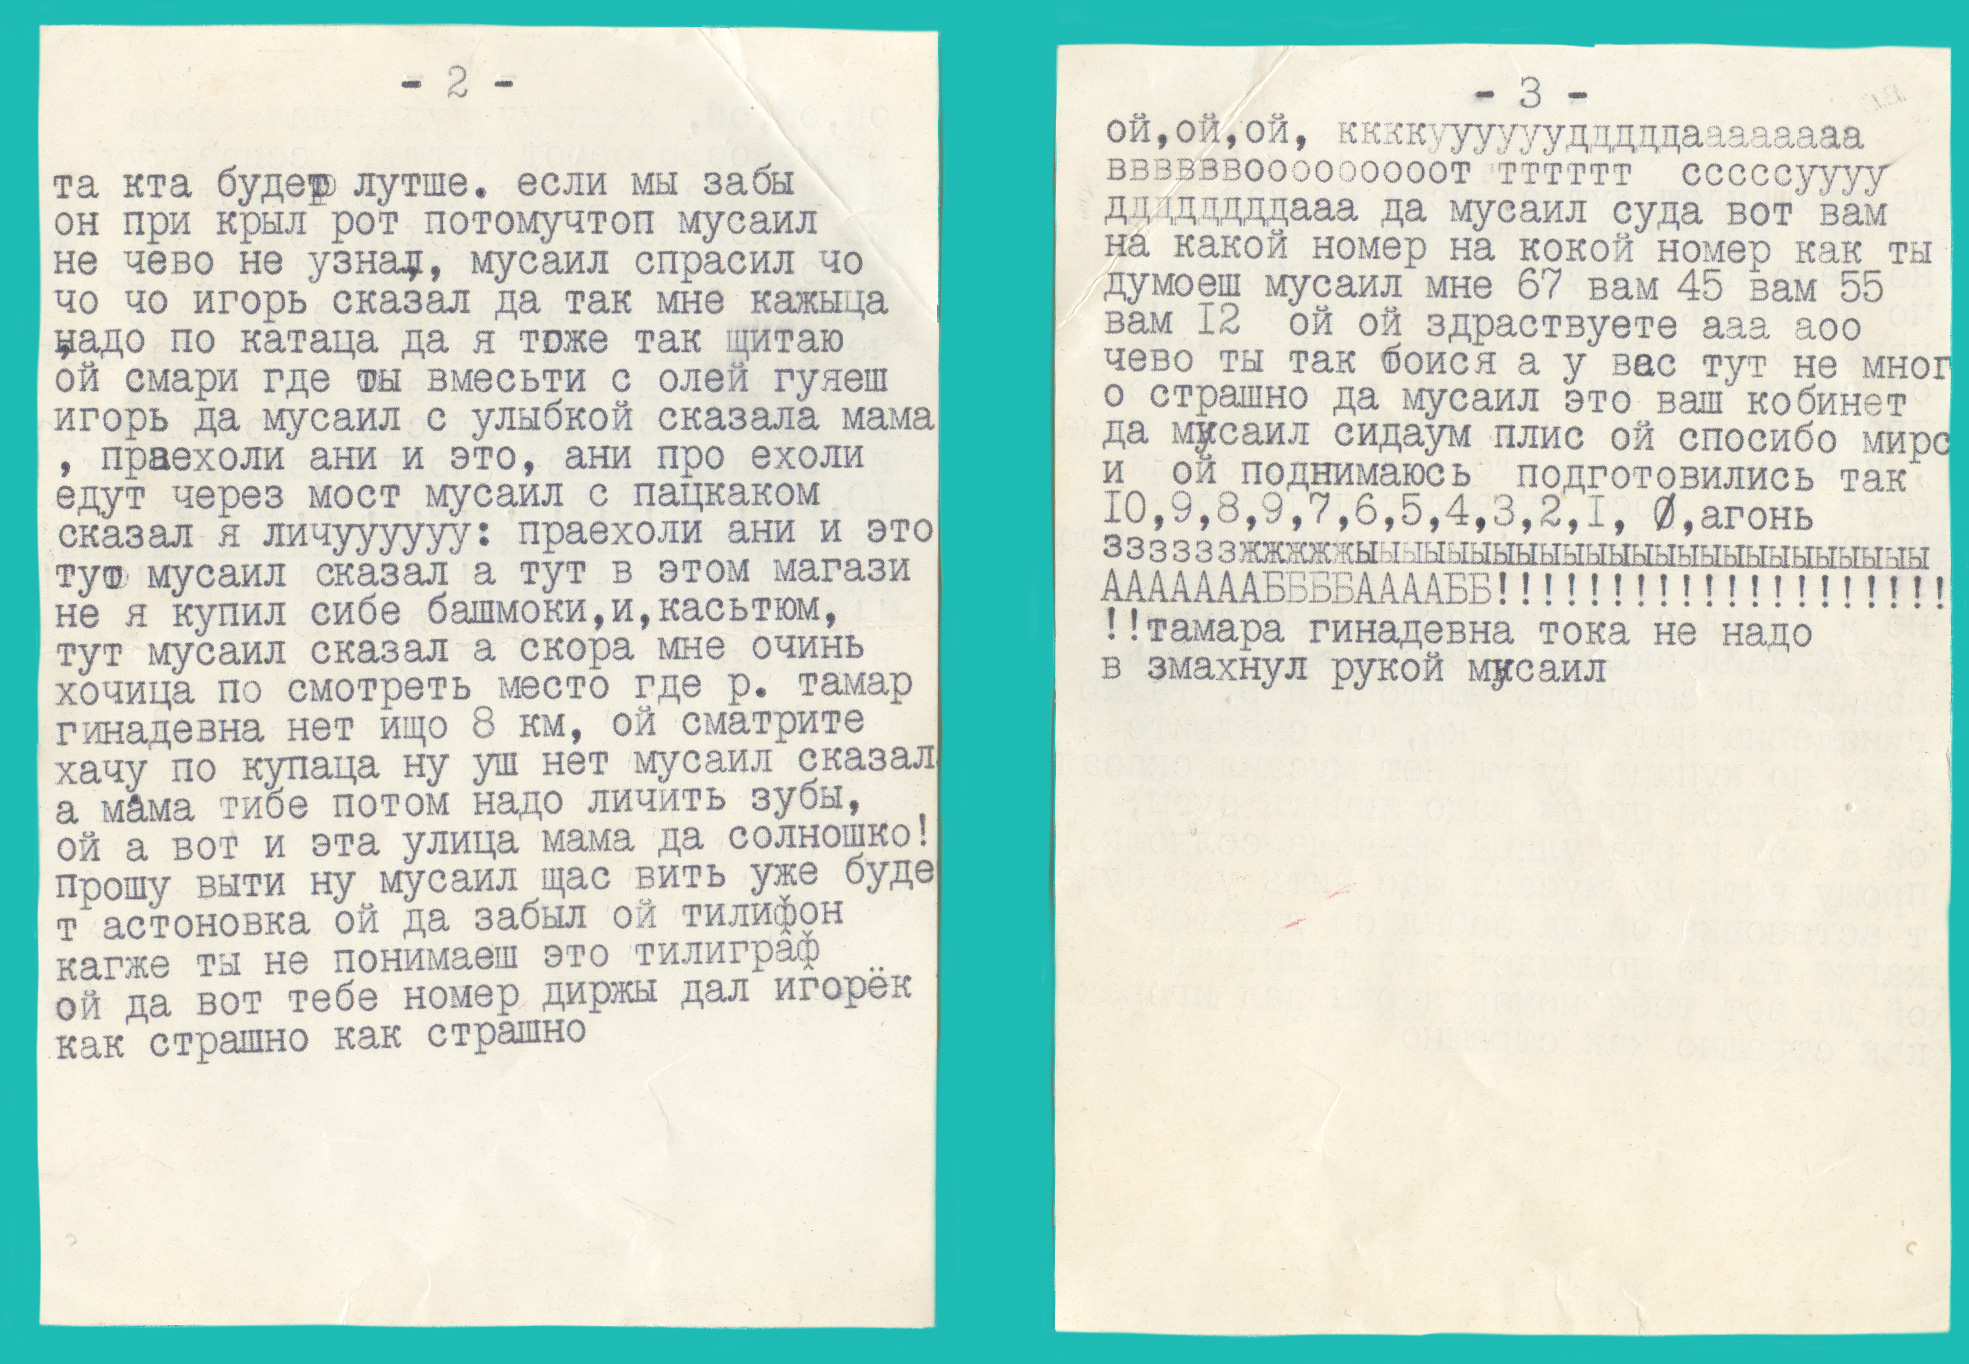 - 2 -
та кта будет лутше. если мы забы
он при крыл рот потомучтоп мусаил
не чево не узнал, мусаил спрасил чо
чо чо игорь сказал да так мне кажыца
надо по катаца да я тоже так щитаю
ой смари где ты вмесьти с олей гуяеш
игорь да мусаил с улыбкой сказала мама
, праехоли ани и это, ани про ехоли
едут через мост мусаил с пацкаком
сказал я личуууууу: праехоли ани и это
тут мусаил сказал а тут в этом магази
не я купил сибе башмоки,и,касьтюм,
тут мусаил сказал а скора мне очинь
хочица по смотреть место где р. тамар
гинадевна нет ищо 8 км, ой сматрите
хачу по купаца ну уш нет мусаил сказал
а мама тибе потом надо личить зубы,
ой а вот и эта улица мама да солношко!
прошу выти ну мусаил щас вить уже буде
т астоновка ой да забыл ой тилифон
кагже ты не понимаеш это тилиграф
ой да вот тебе номер диржы дал игорёк
как страшно как страшно
- 3 -
ой,ой,ой, ккккууууууддддддаааааааа
ввввввооооооооот тттттт сссссуууу
ддддддддааа да мусаил суда вот вам
на какой номер на кокой номер как ты
думоеш мусаил мне 67 вам 45 вам 55
вам I2 ой ой здраствуете ааа аоо
чево ты так боися а у вас тут не мног
о страшно да мусаил это ваш кобинет
да мусаил сидаум плис ой спосибо мирс
и ой поднимаюсь подготовились так
IО,9,8,9,7,6,5,4,3,2,I, 0,агонь
ззззззжжжжжыыыыыыыыыыыыыыыыыыыыыыыыы
АААААААББББААААББ!!!!!!!!!!!!!!!!!!!!
!!тамара гинадевна тока не надо
в змахнул рукой мусаил